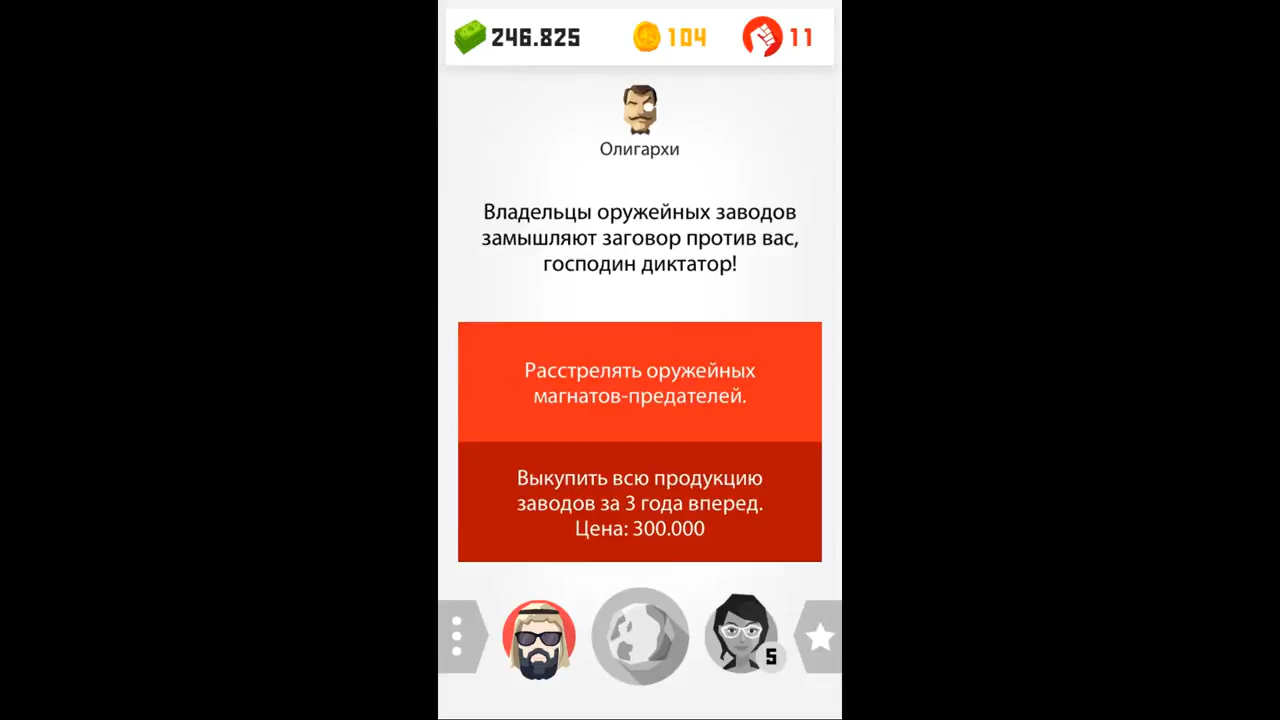 246.825 104 11
Олигархи
Владельцы оружейных заводов
замышляют заговор против вас,
господин диктатор!
Расстрелять оружейных
магнатов-предателей.
Выкупить всю продукцию
заводов за 3 года вперед.
Цена: 300.000
5